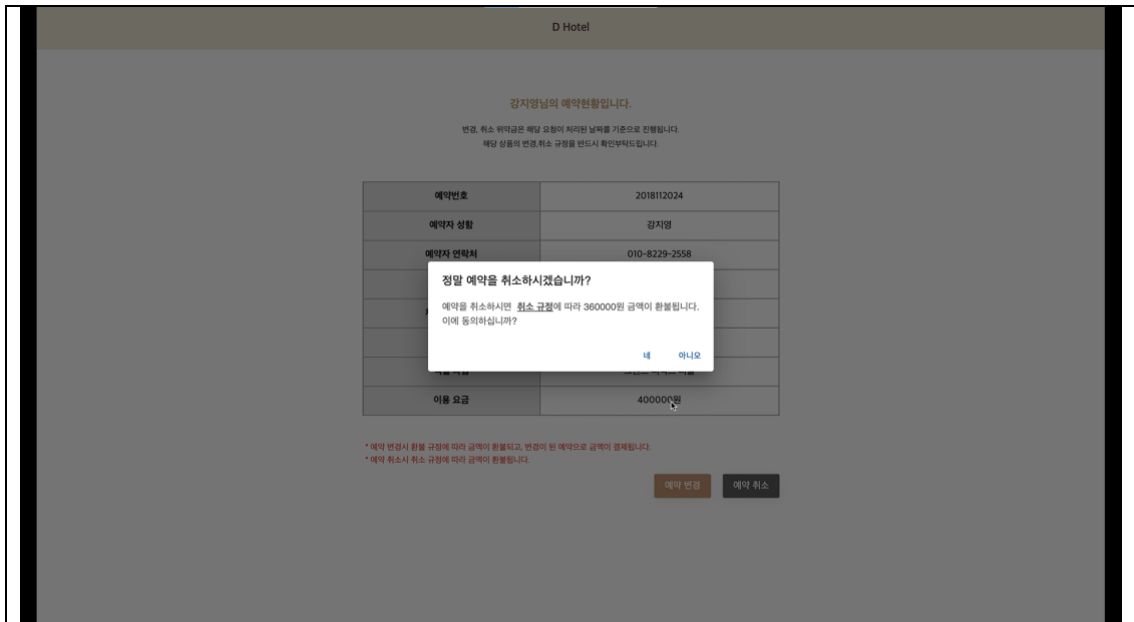 D Hotel
강지영님의 예약현황입니다.
변경, 취소 위약금은 해당 요청이 처리된 날짜를 기준으로 진행됩니다.
해당 상품의 변경,취소 규정을 반드시 확인부탁드립니다.
예약번호 2018112024
예약자 성함 강지영
예약자 연락처 010-8229-2558
정말 예약을 취소하시겠습니까?
예약을 취소하시면 취소 규정에 따라 360000원 금액이 환불됩니다.
이에 동의하십니까?
네 아니오
이용 요금 400000원
* 예약 변경시 환불 규정에 따라 금액이 환불되고, 변경이 된 예약으로 금액이 결제됩니다.
* 예약 취소시 취소 규정에 따라 금액이 환불됩니다.
예약 변경 예약 취소